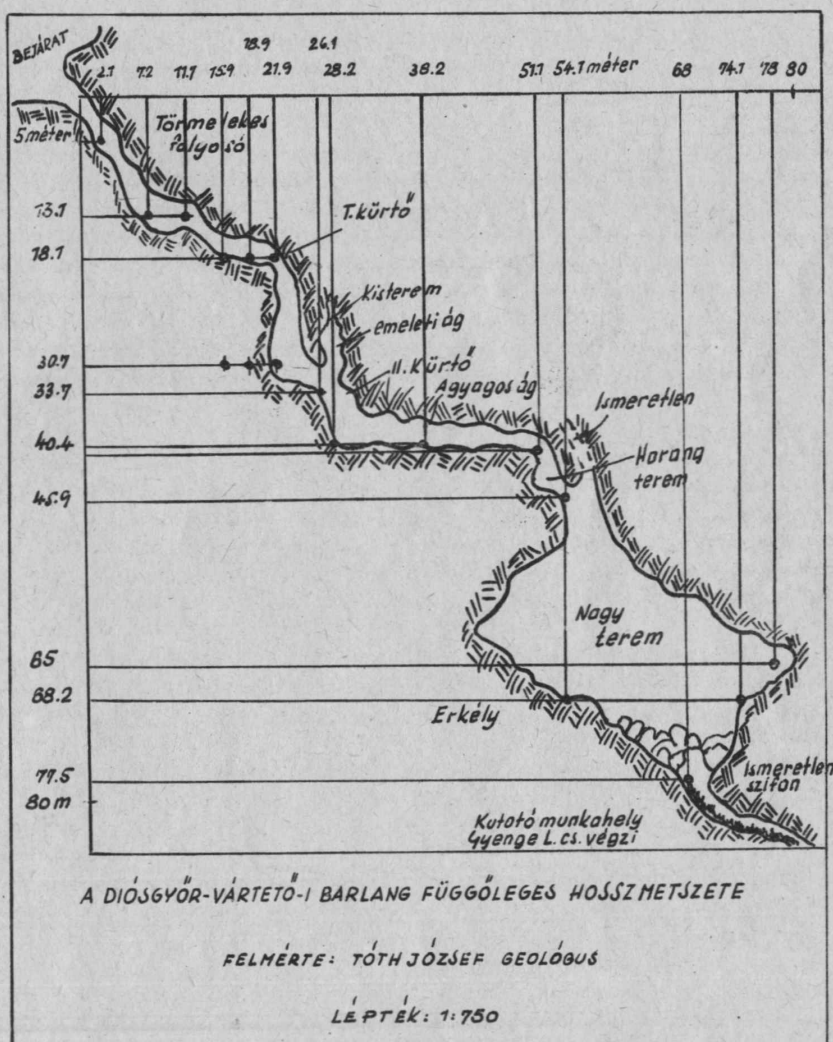 BEJÁRAT
2.1 7.2 11.1 15.9 18.9 21.9 26.1 28.2 36.2 51.1 54.1 méter 68 74.1 78 80
5 méter
13.1
18.1
30.7
33.7
40.4
45.9
85
88.2
77.5
80 m
Törmelékes
folyosó
T. kürtő
Kisterem
emeleti ág
II. Kürtő
Agyagos ág
Ismeretlen
Harang
terem
Nagy
terem
Erkély
Ismeretlen
szifon
Kutató munkahely
Gyenge L. cs. végzi
A DIÓSGYŐR-VÁRTETŐ-I BARLANG FÜGGŐLEGES HOSSZMETSZETE
FELMÉRTE: TÓTH JÓZSEF GEOLÓGUS
LÉPTÉK: 1:750